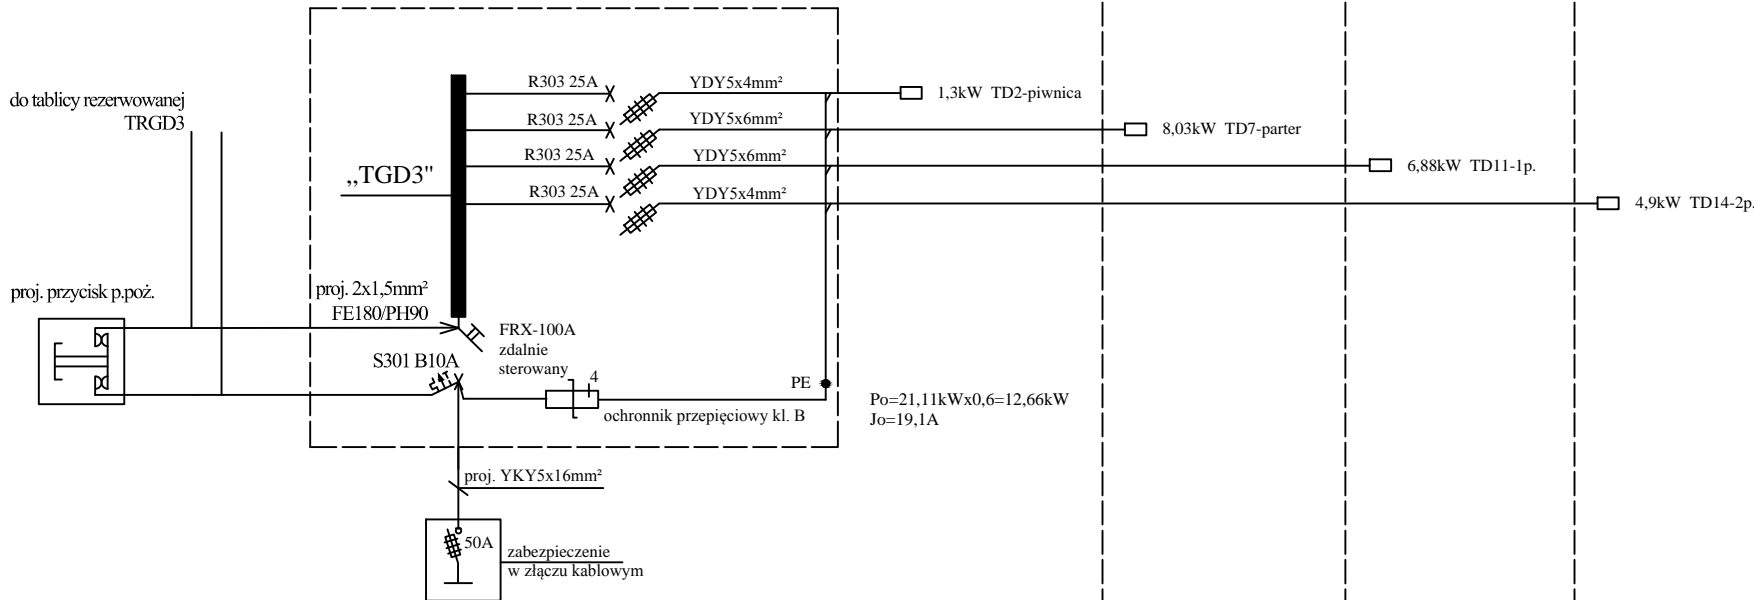 R303 25A
YDY5x4mm²
1,3kW TD2-piwnica
do tablicy rezerwowanej
TRGD3
R303 25A
YDY5x6mm²
8,03kW TD7-parter
R303 25A
YDY5x6mm²
6,88kW TD11-1p.
„TGD3"
R303 25A
YDY5x4mm²
4,9kW TD14-2p.
proj. przycisk p.poż.
proj. 2x1,5mm²
FE180/PH90
FRX-100A
zdalnie
sterowany
S301 B10A
4
PE
ochronnik przepięciowy kl. B
Po=21,11kWx0,6=12,66kW
Jo=19,1A
proj. YKY5x16mm²
50A
zabezpieczenie
w złączu kablowym